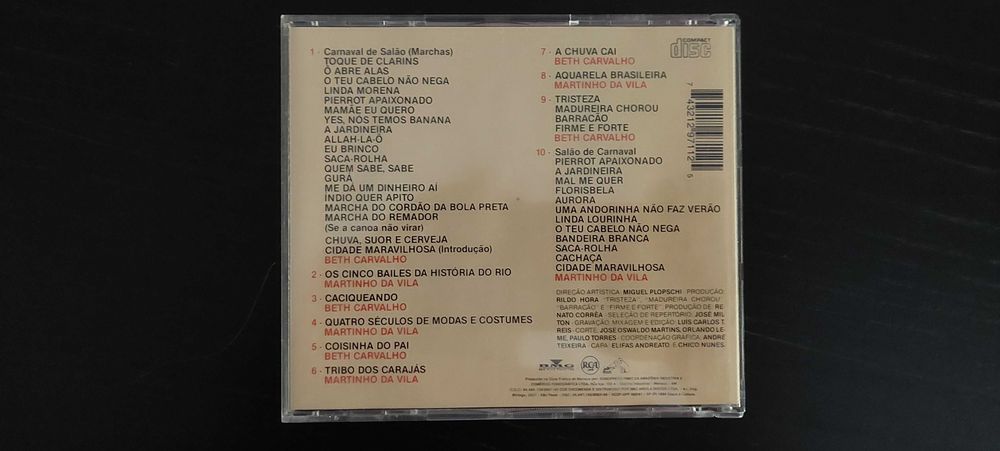 1 · Carnaval de Salão (Marchas)
TOQUE DE CLARINS
Ó ABRE ALAS
O TEU CABELO NÃO NEGA
LINDA MORENA
PIERROT APAIXONADO
MAMÃE EU QUERO
YES, NÓS TEMOS BANANA
A JARDINEIRA
ALLAH-LA-Ô
EU BRINCO
SACA-ROLHA
QUEM SABE, SABE
GURA
ME DÁ UM DINHEIRO AÍ
INDIO QUER APITO
MARCHA DO CORDÃO DA BOLA PRETA
MARCHA DO REMADOR
(Se a canoa não virar)
CHUVA, SUOR E CERVEJA
CIDADE MARAVILHOSA (Introdução)
BETH CARVALHO
2 · OS CINCO BAILES DA HISTÓRIA DO RIO
MARTINHO DA VILA
3 · CACIQUEANDO
BETH CARVALHO
4 · QUATRO SÉCULOS DE MODAS E COSTUMES
MARTINHO DA VILA
5 · COISINHA DO PAI
BETH CARVALHO
6 · TRIBO DOS CARAJÁS
MARTINHO DA VILA
7 · A CHUVA CAI
BETH CARVALHO
8 · AQUARELA BRASILEIRA
MARTINHO DA VILA
9 · TRISTEZA
MADUREIRA CHOROU
BARRACÃO
FIRME E FORTE
BETH CARVALHO
10 · Salão de Carnaval
PIERROT APAIXONADO
A JARDINEIRA
MAL ME QUER
FLORISBELA
AURORA
UMA ANDORINHA NÃO FAZ VERÃO
LINDA LOURINHA
O TEU CABELO NÃO NEGA
BANDEIRA BRANCA
SACA-ROLHA
CACHAÇA
CIDADE MARAVILHOSA
MARTINHO DA VILA
COMPACT
disc
7 43212 97112 5
DIREÇÃO ARTÍSTICA: MIGUEL PLOPSCHI · PRODUÇÃO:
RILDO HORA · "TRISTEZA", "MADUREIRA CHOROU",
"BARRACÃO" E "FIRME E FORTE": PRODUÇÃO DE RE-
NATO CORRÊA · SELEÇÃO DE REPERTÓRIO: JOSÉ MIL-
TON · GRAVAÇÃO, MIXAGEM E EDIÇÃO: LUIS CARLOS T.
REIS · CORTE: JOSÉ OSWALDO MARTINS, ORLANDO LE-
ME, PAULO TORRES · COORDENAÇÃO GRÁFICA: ANDRÉ
TEIXEIRA · CAPA: ELIFAS ANDREATO E CHICO NUNES.
BMG
RCA